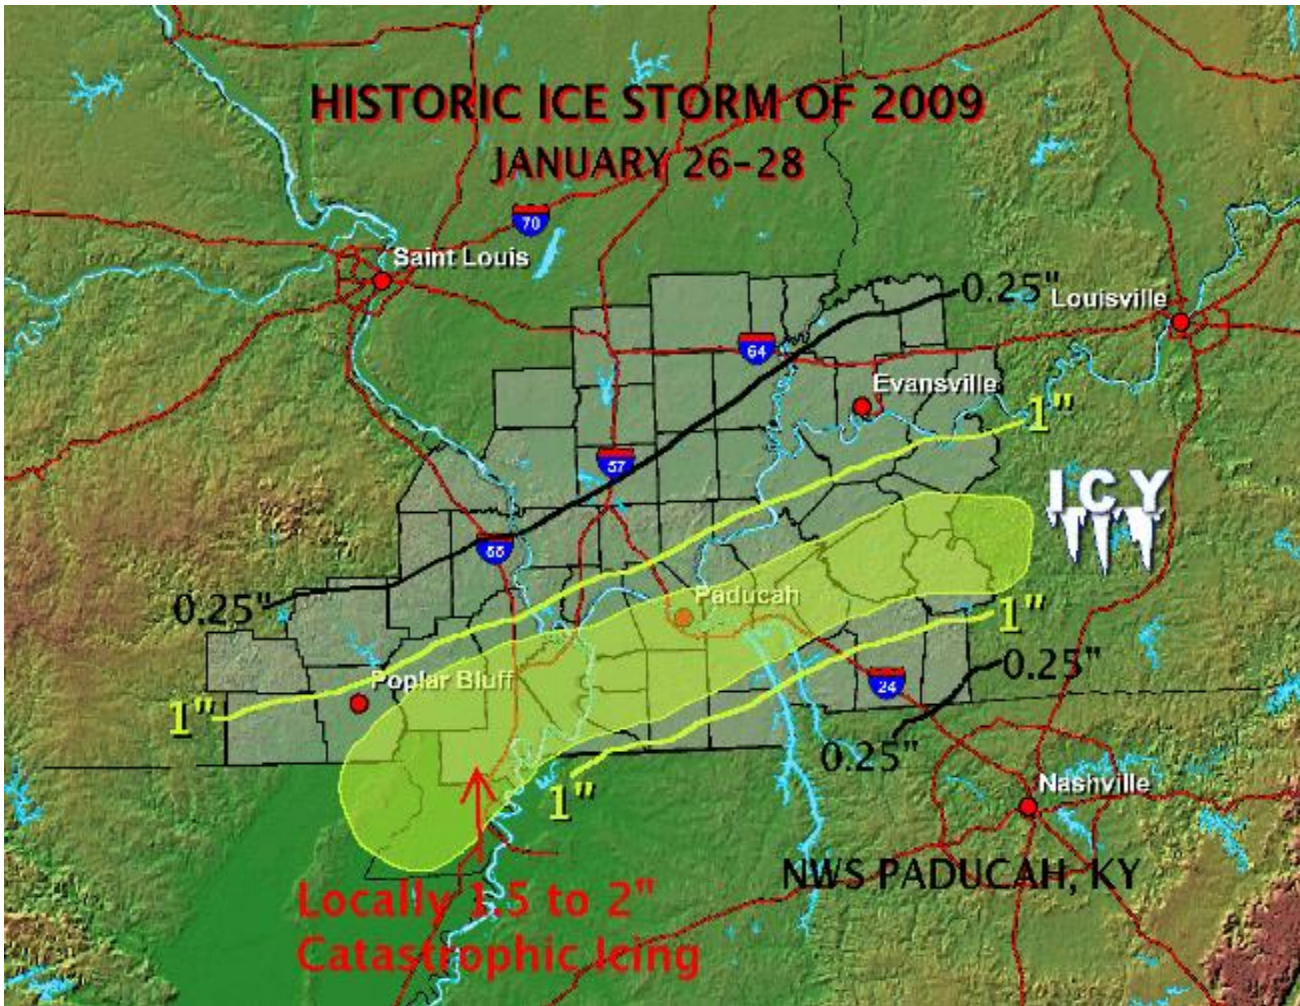 HISTORIC ICE STORM OF 2009
JANUARY 26-28
70
Saint Louis
0.25"
Louisville
64
Evansville
1"
57
ICY
55
0.25"
Paducah
1"
0.25"
Poplar Bluff
24
1"
0.25"
Nashville
1"
NWS PADUCAH, KY
Locally 1.5 to 2"
Catastrophic Icing